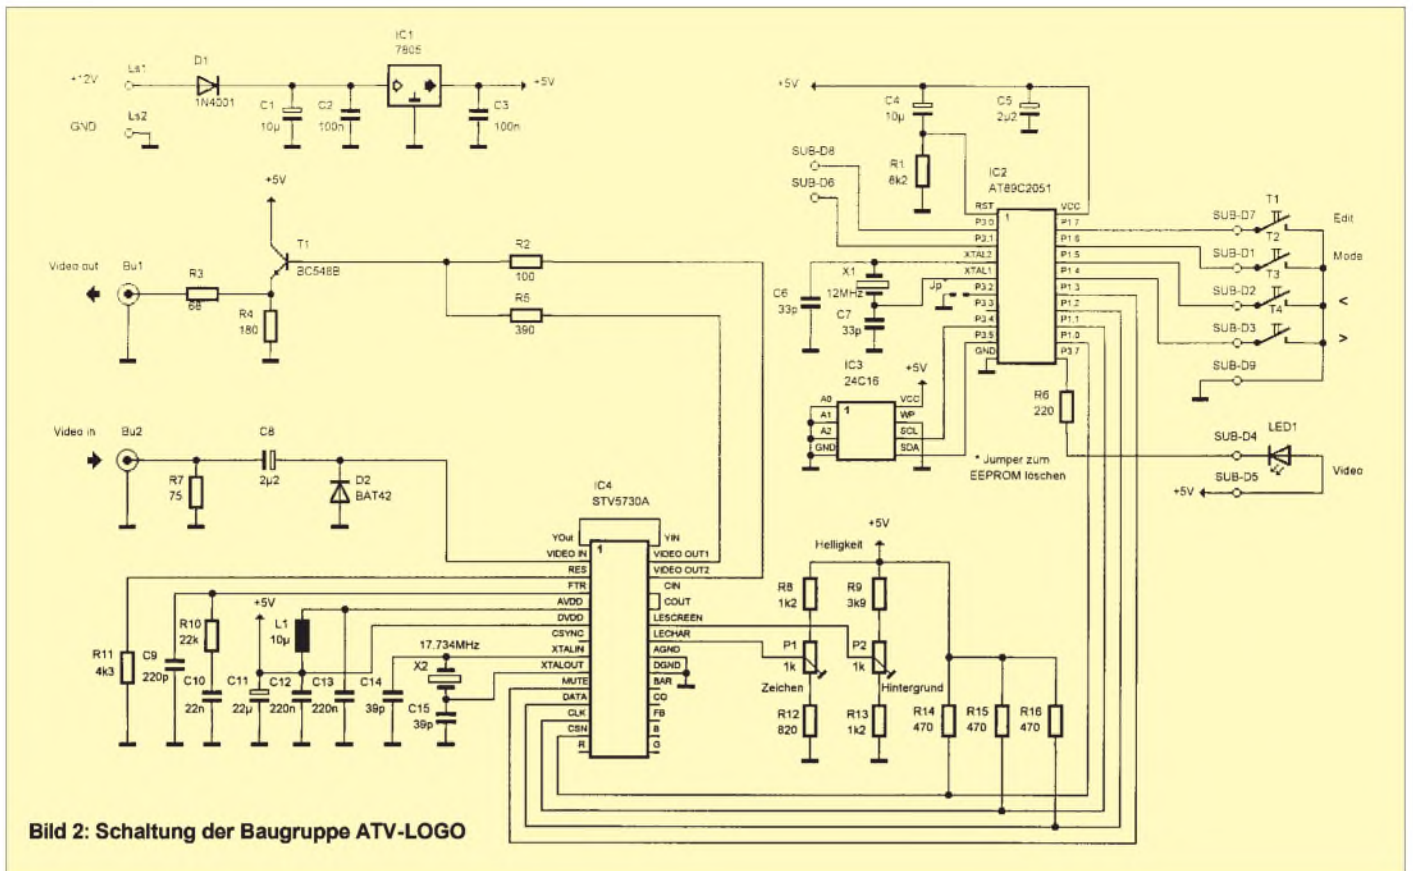 IC1
7805
+12V
Ls1
D1
1N4001
C1
10µ
C2
100n
C3
100n
+5V
GND
Ls2
+5V
T1
BC548B
R2
100
R5
390
Video out
Bu1
R3
68
R4
180
Video in
Bu2
C8
2µ2
R7
75
D2
BAT42
+5V
C4
10µ
C5
2µ2
SUB-D8
SUB-D6
R1
IC2
AT89C2051
1
RST
P3.0
P3.1
XTAL2
XTAL1
P3.2
P3.3
P3.4
P3.5
GND
VCC
P1.7
P1.6
P1.5
P1.4
P1.3
P1.2
P1.1
P1.0
P3.7
X1
12MHz
Jp*
C6
33p
C7
33p
T1
SUB-D7
Edit
T2
SUB-D1
Mode
T3
SUB-D2
<
T4
SUB-D3
>
SUB-D9
IC3
24C16
+5V
1
A0
A1
A2
GND
VCC
WP
SCL
SDA
R6
220
SUB-D4
LED1
SUB-D5
Video
+5V
* Jumper zum
EEPROM löschen
IC4
STV5730A
1
YOut
VIDEO IN
RES
FTR
AVDD
DVDD
CSYNC
XTALIN
XTALOUT
MUTE
DATA
CLK
CSN
R
YIN
VIDEO OUT1
VIDEO OUT2
CIN
COUT
LESCREEN
LECHAR
AGND
DGND
BAR
CO
FB
B
G
R11
4k3
C9
220p
R10
22k
C10
22n
+5V
C11
22µ
L1
10µ
C12
220n
C13
220n
C14
39p
17.734MHz
X2
C15
39p
+5V
Helligkeit
R8
1k2
R9
3k9
P1
1k
P2
1k
Zeichen
Hintergrund
R12
820
R13
1k2
R14
470
R15
470
R16
470
Bild 2: Schaltung der Baugruppe ATV-LOGO